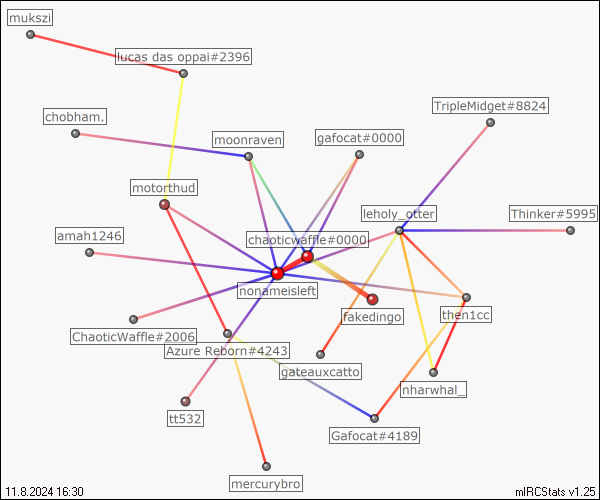 mukszi
lucas das oppai#2396
TripleMidget#8824
chobham.
moonraven
gafocat#0000
motorthud
leholy_otter
Thinker#5995
amah1246
chaoticwaffle#0000
nonameisleft
fakedingo
then1cc
ChaoticWaffle#2006
Azure Reborn#4243
gateauxcatto
nharwhal_
tt532
Gafocat#4189
mercurybro
11.8.2024 16:30
mIRCStats v1.25